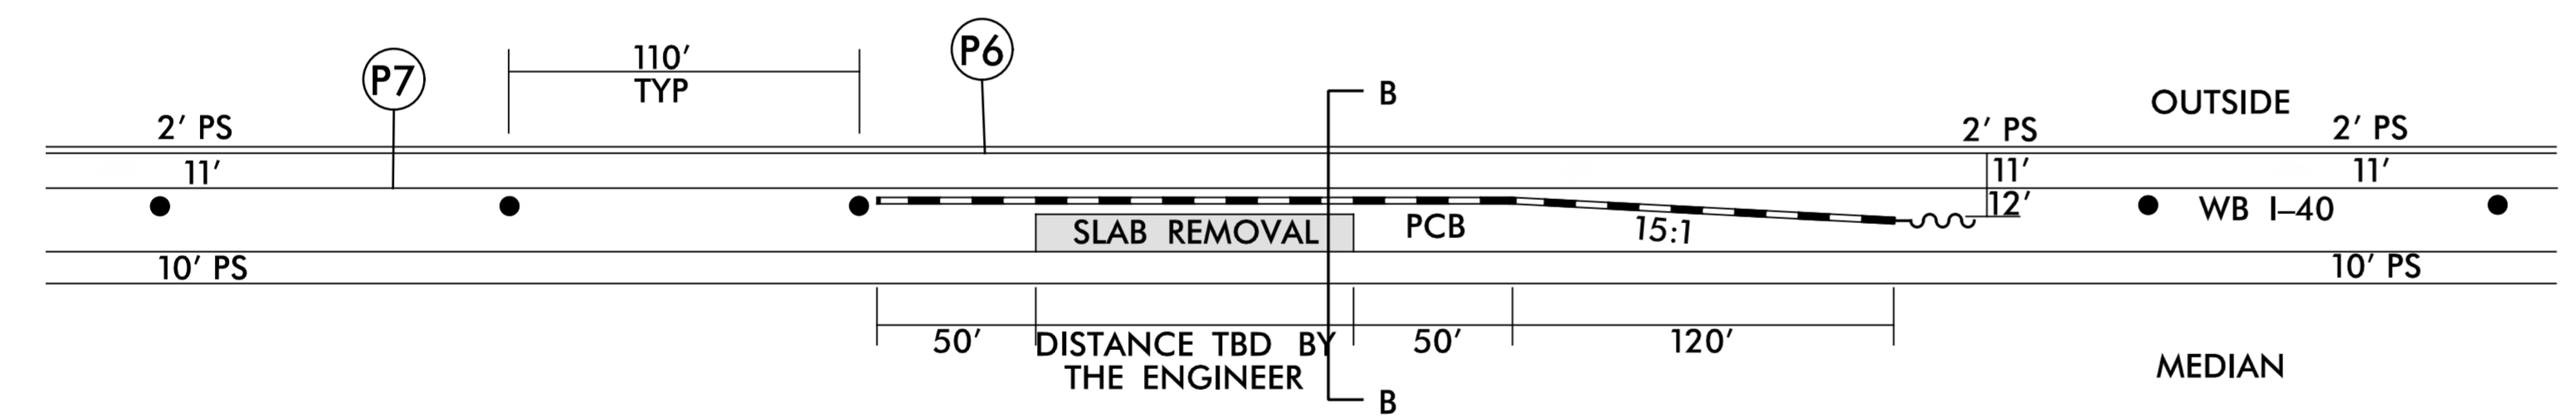 P7
110'
TYP
P6
B
OUTSIDE
2' PS
2' PS
2' PS
11'
11'
11'
12'
WB I-40
SLAB REMOVAL
PCB
15:1
10' PS
10' PS
50'
DISTANCE TBD BY
THE ENGINEER
50'
120'
MEDIAN
B